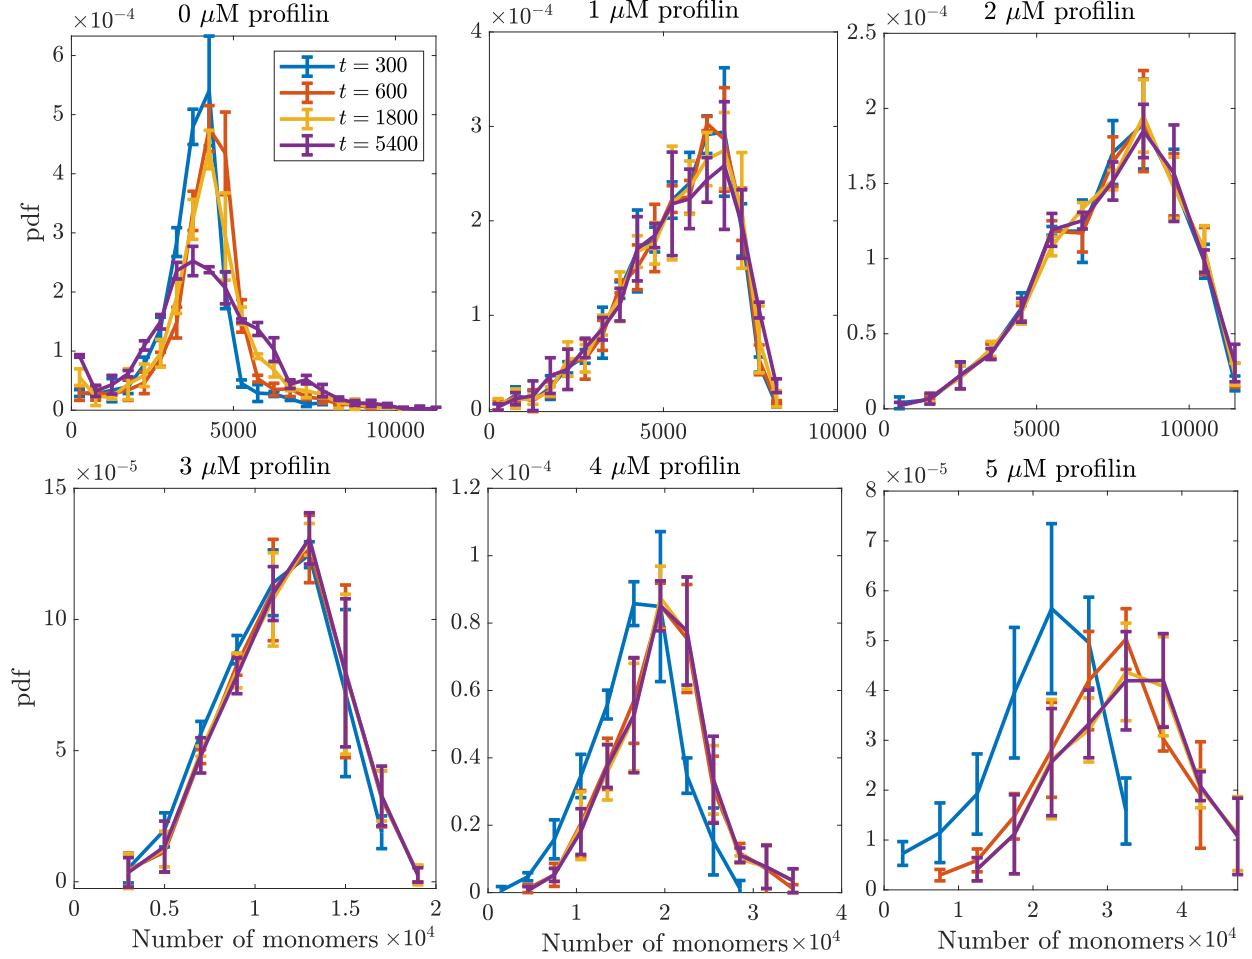 0 μM profilin
×10⁻⁴
pdf
6
5
4
3
2
1
0
0 5000 10000
t = 300
t = 600
t = 1800
t = 5400
1 μM profilin
×10⁻⁴
4
3
2
1
0
0 5000 10000
2 μM profilin
×10⁻⁴
2.5
2
1.5
1
0.5
0
0 5000 10000
3 μM profilin
×10⁻⁵
pdf
15
10
5
0
0 0.5 1 1.5 2
Number of monomers ×10⁴
4 μM profilin
×10⁻⁴
1.2
1
0.8
0.6
0.4
0.2
0
0 1 2 3 4
Number of monomers ×10⁴
5 μM profilin
×10⁻⁵
8
7
6
5
4
3
2
1
0
0 1 2 3 4
Number of monomers ×10⁴